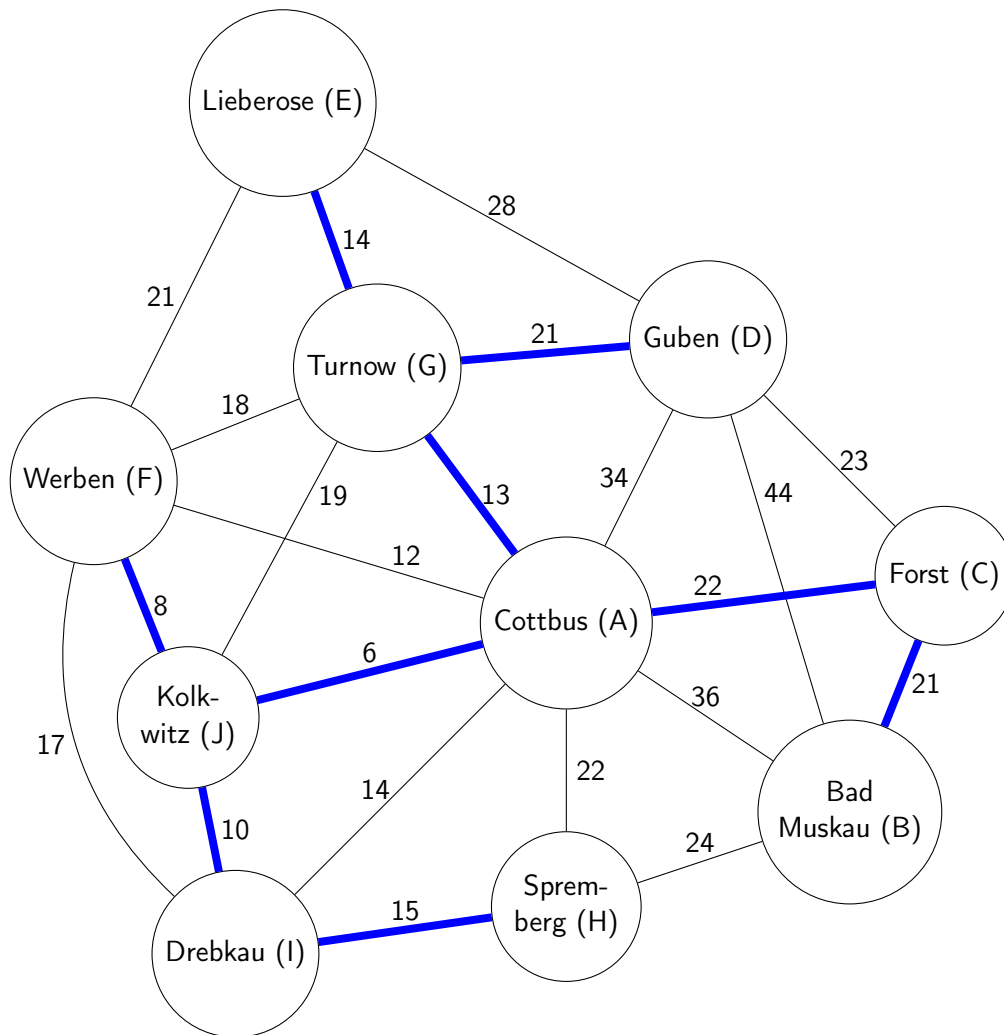 Lieberose (E)
28
14
21
21
Guben (D)
Turnow (G)
18
23
Werben (F)
34
44
19
13
12
Forst (C)
22
8
Cottbus (A)
6
21
36
Kolk-
witz (J)
17
22
14
Bad
Muskau (B)
10
24
Sprem-
berg (H)
15
Drebkau (I)